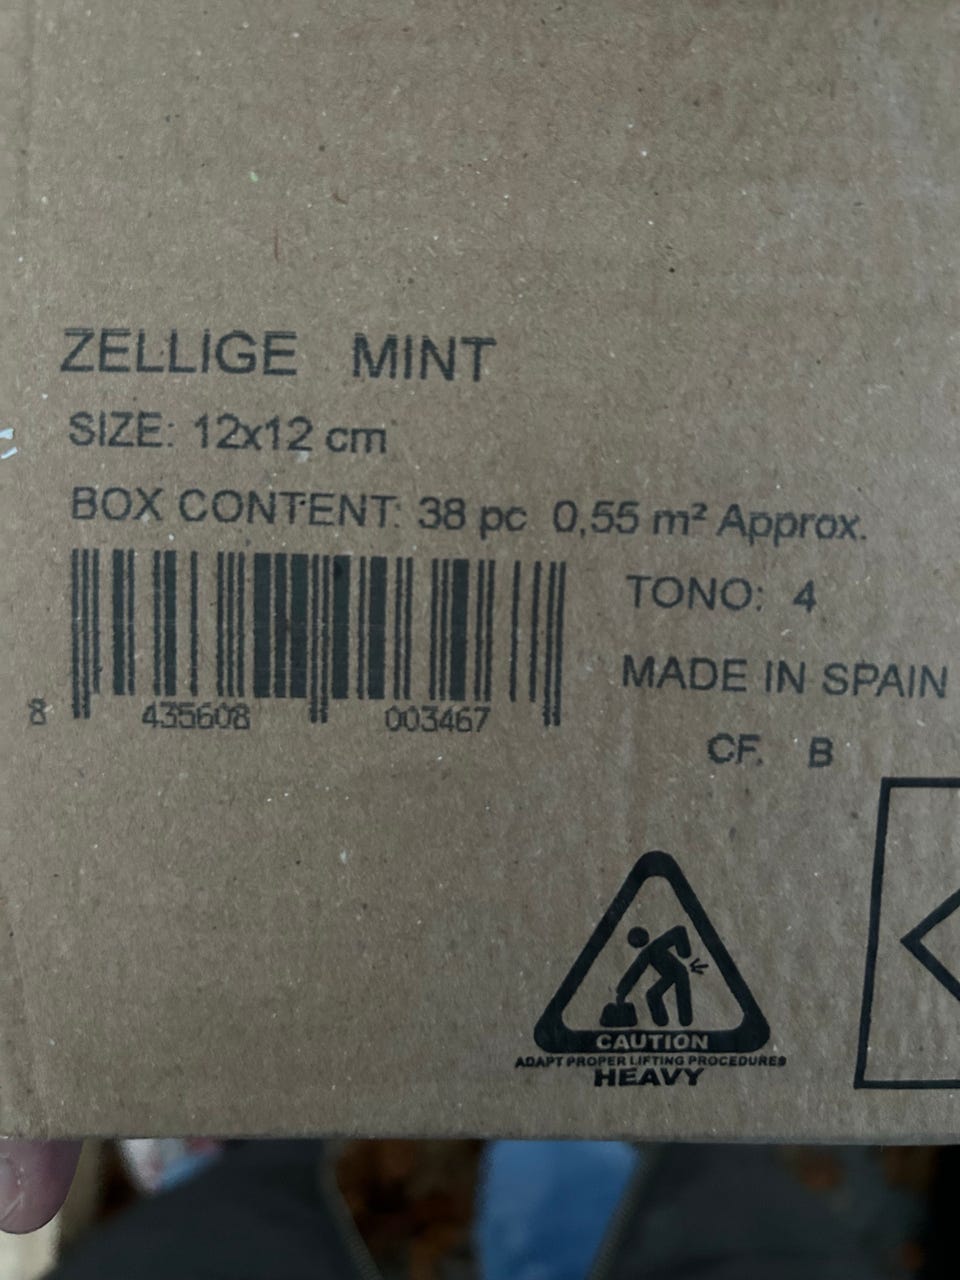 ZELLIGE MINT
SIZE: 12x12 cm
BOX CONTENT: 38 pc 0,55 m² Approx.
TONO: 4
MADE IN SPAIN
8 435608 003467
CF. B
CAUTION
ADAPT PROPER LIFTING PROCEDURES
HEAVY